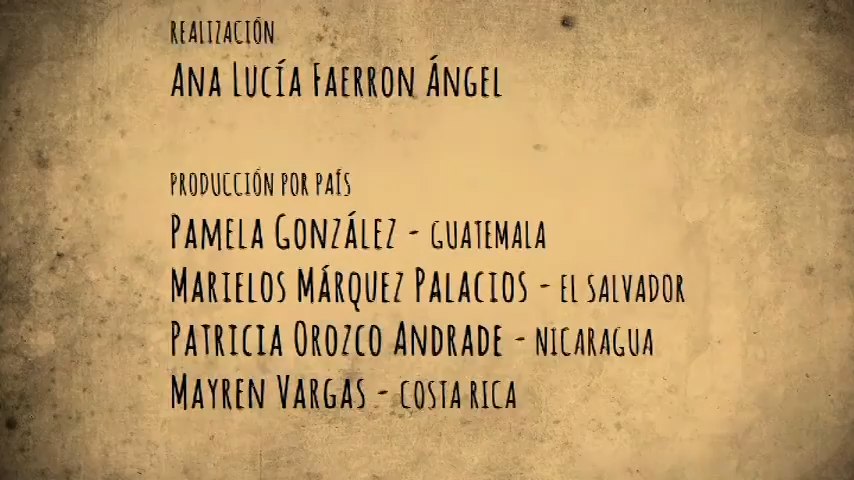 REALIZACIÓN
ANA LUCÍA FAERRON ÁNGEL
PRODUCCIÓN POR PAÍS
PAMELA GONZÁLEZ - GUATEMALA
MARIELOS MÁRQUEZ PALACIOS - EL SALVADOR
PATRICIA OROZCO ANDRADE - NICARAGUA
MAYREN VARGAS - COSTA RICA